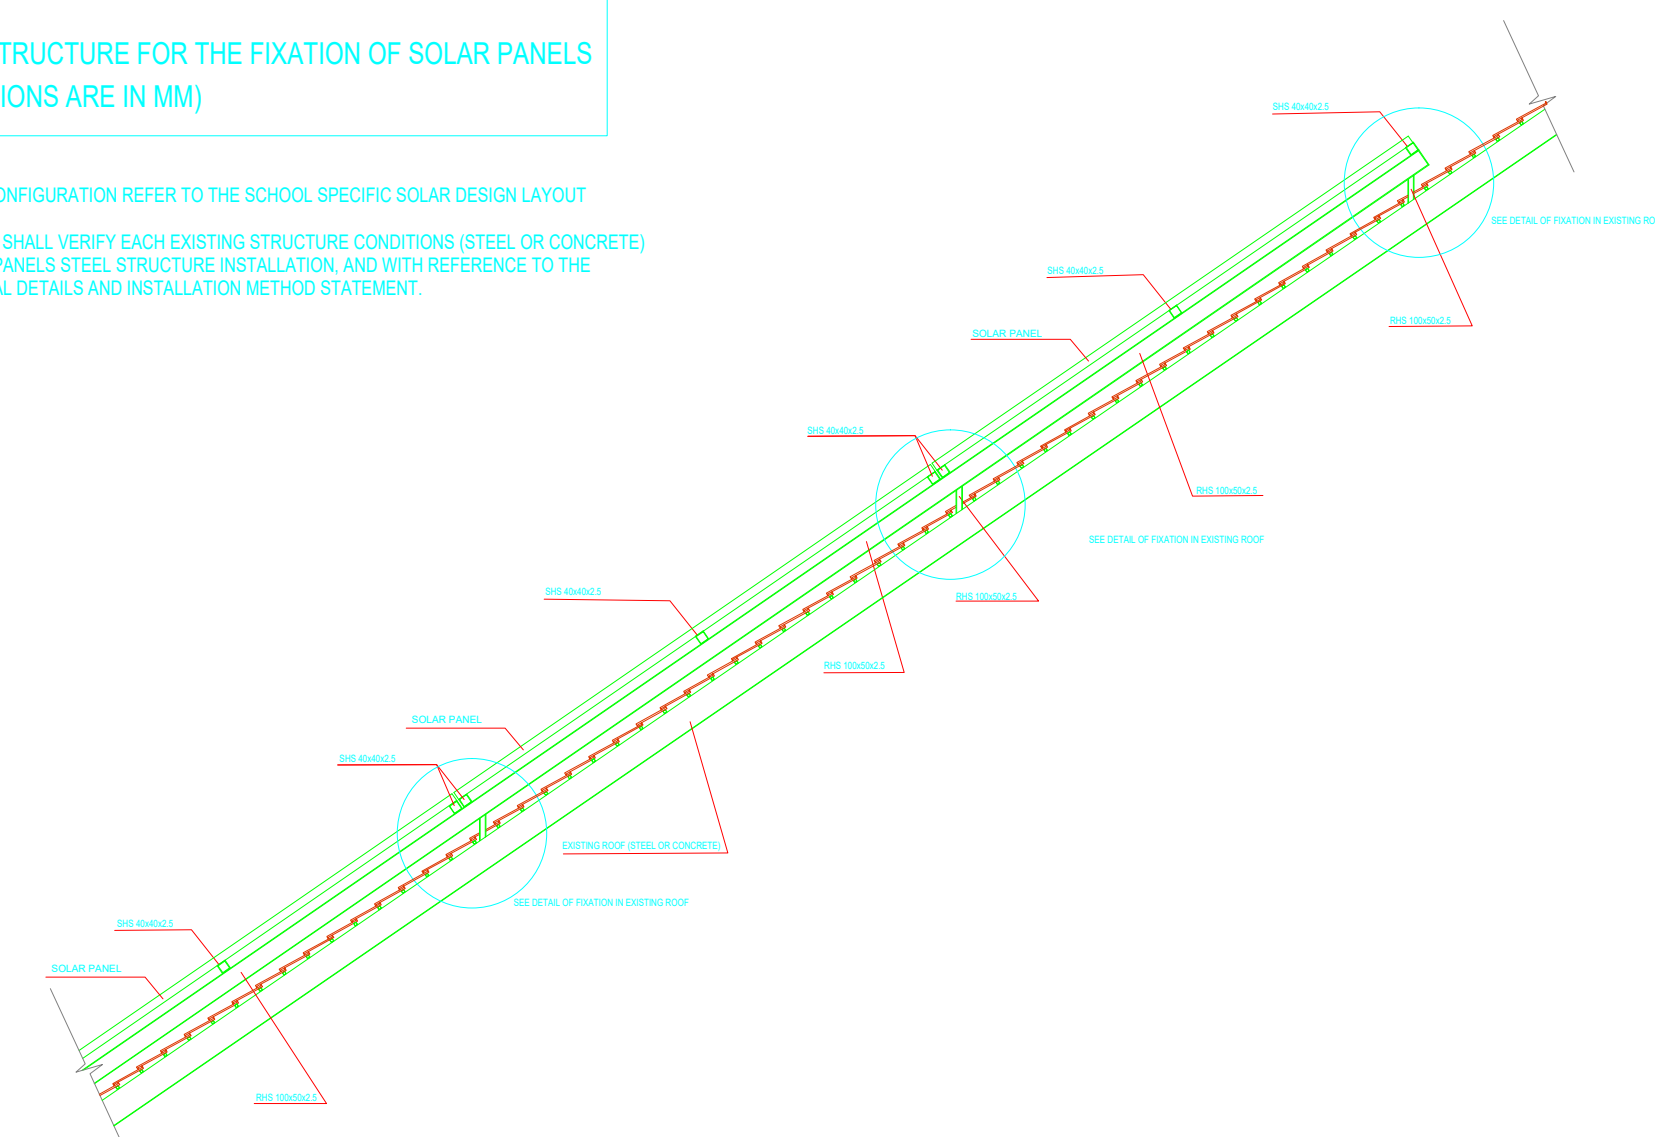 TRUCTURE FOR THE FIXATION OF SOLAR PANELS
IONS ARE IN MM)
ONFIGURATION REFER TO THE SCHOOL SPECIFIC SOLAR DESIGN LAYOUT
SHALL VERIFY EACH EXISTING STRUCTURE CONDITIONS (STEEL OR CONCRETE)
PANELS STEEL STRUCTURE INSTALLATION, AND WITH REFERENCE TO THE
AL DETAILS AND INSTALLATION METHOD STATEMENT.
SHS 40x40x2.5
SEE DETAIL OF FIXATION IN EXISTING RO
SHS 40x40x2.5
RHS 100x50x2.5
SOLAR PANEL
SHS 40x40x2.5
RHS 100x50x2.5
SEE DETAIL OF FIXATION IN EXISTING ROOF
SHS 40x40x2.5
RHS 100x50x2.5
RHS 100x50x2.5
SOLAR PANEL
SHS 40x40x2.5
EXISTING ROOF (STEEL OR CONCRETE)
SEE DETAIL OF FIXATION IN EXISTING ROOF
SHS 40x40x2.5
SOLAR PANEL
RHS 100x50x2.5